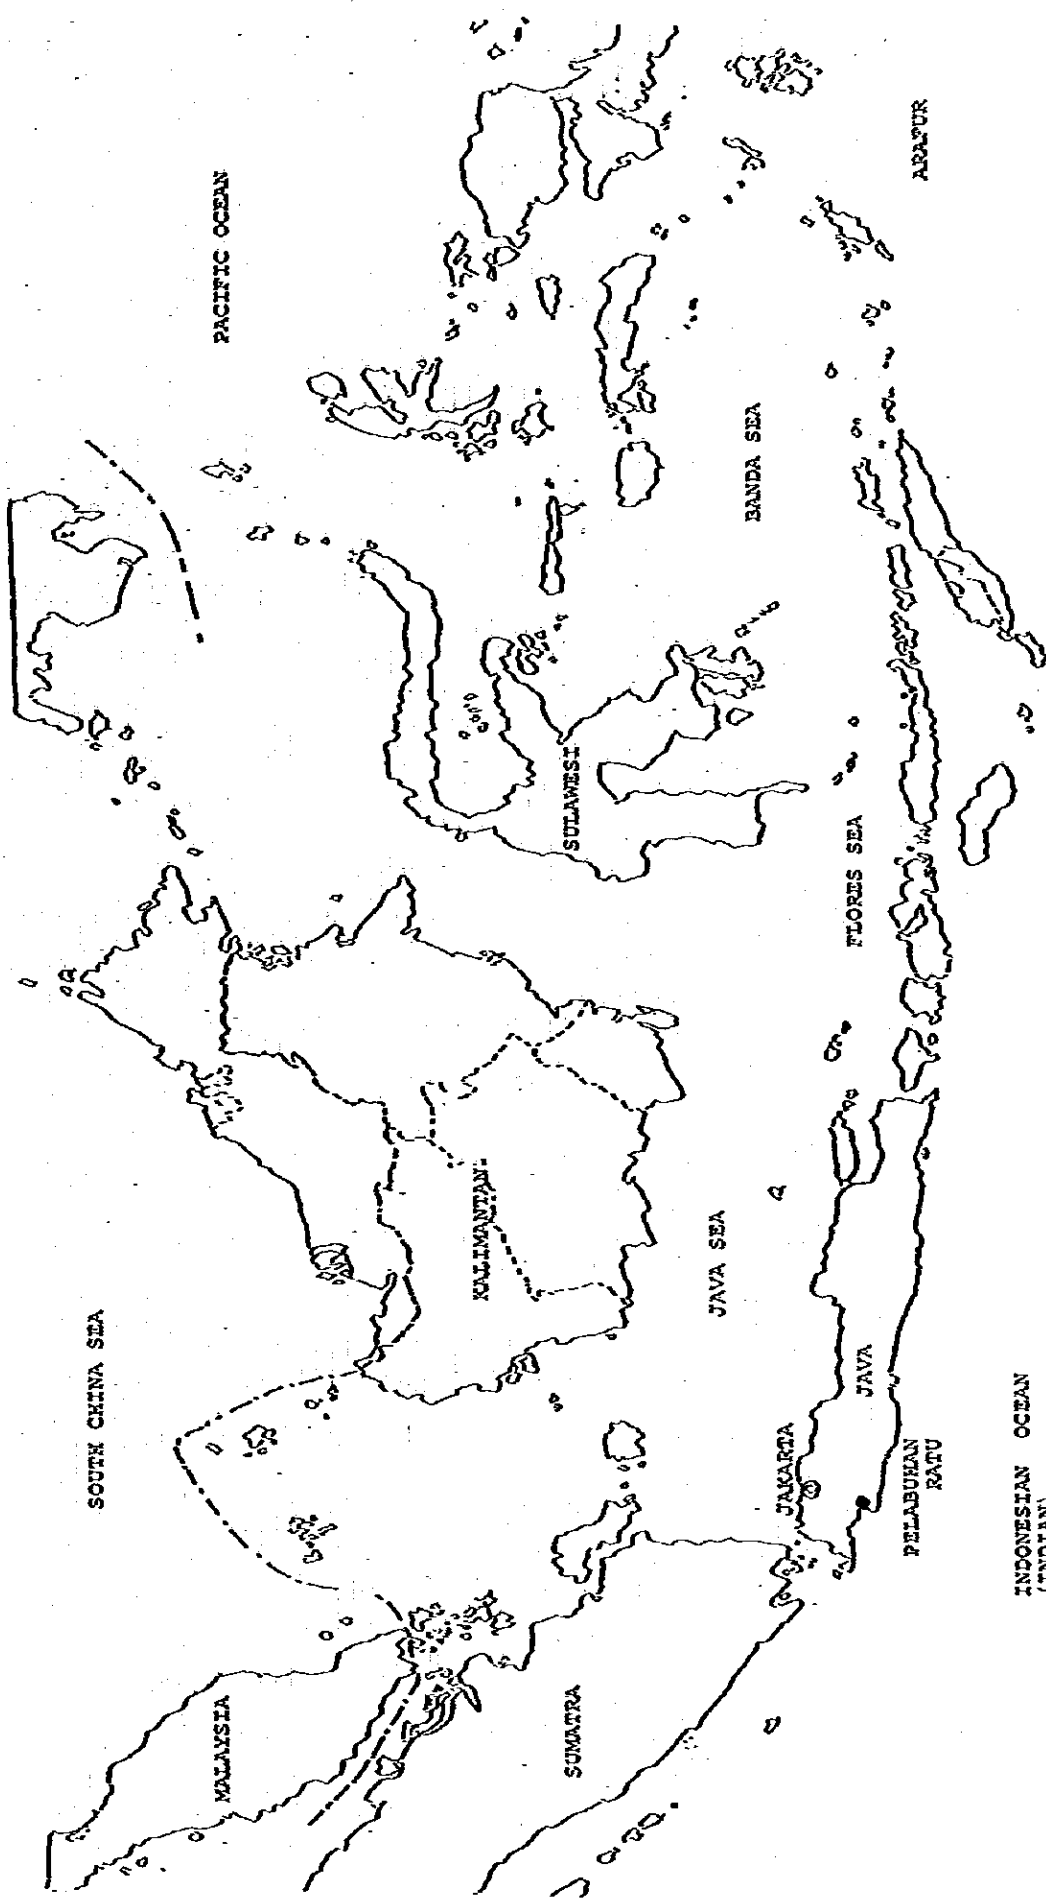 SOUTH CHINA SEA
PACIFIC OCEAN
MALAYSIA
KALIMANTAN
SULAWESI
SUMATRA
JAVA SEA
BANDA SEA
JAKARTA
FLORES SEA
JAVA
PELABUHAN
RATU
ARAFUR
INDONESIAN OCEAN
(INDIAN)